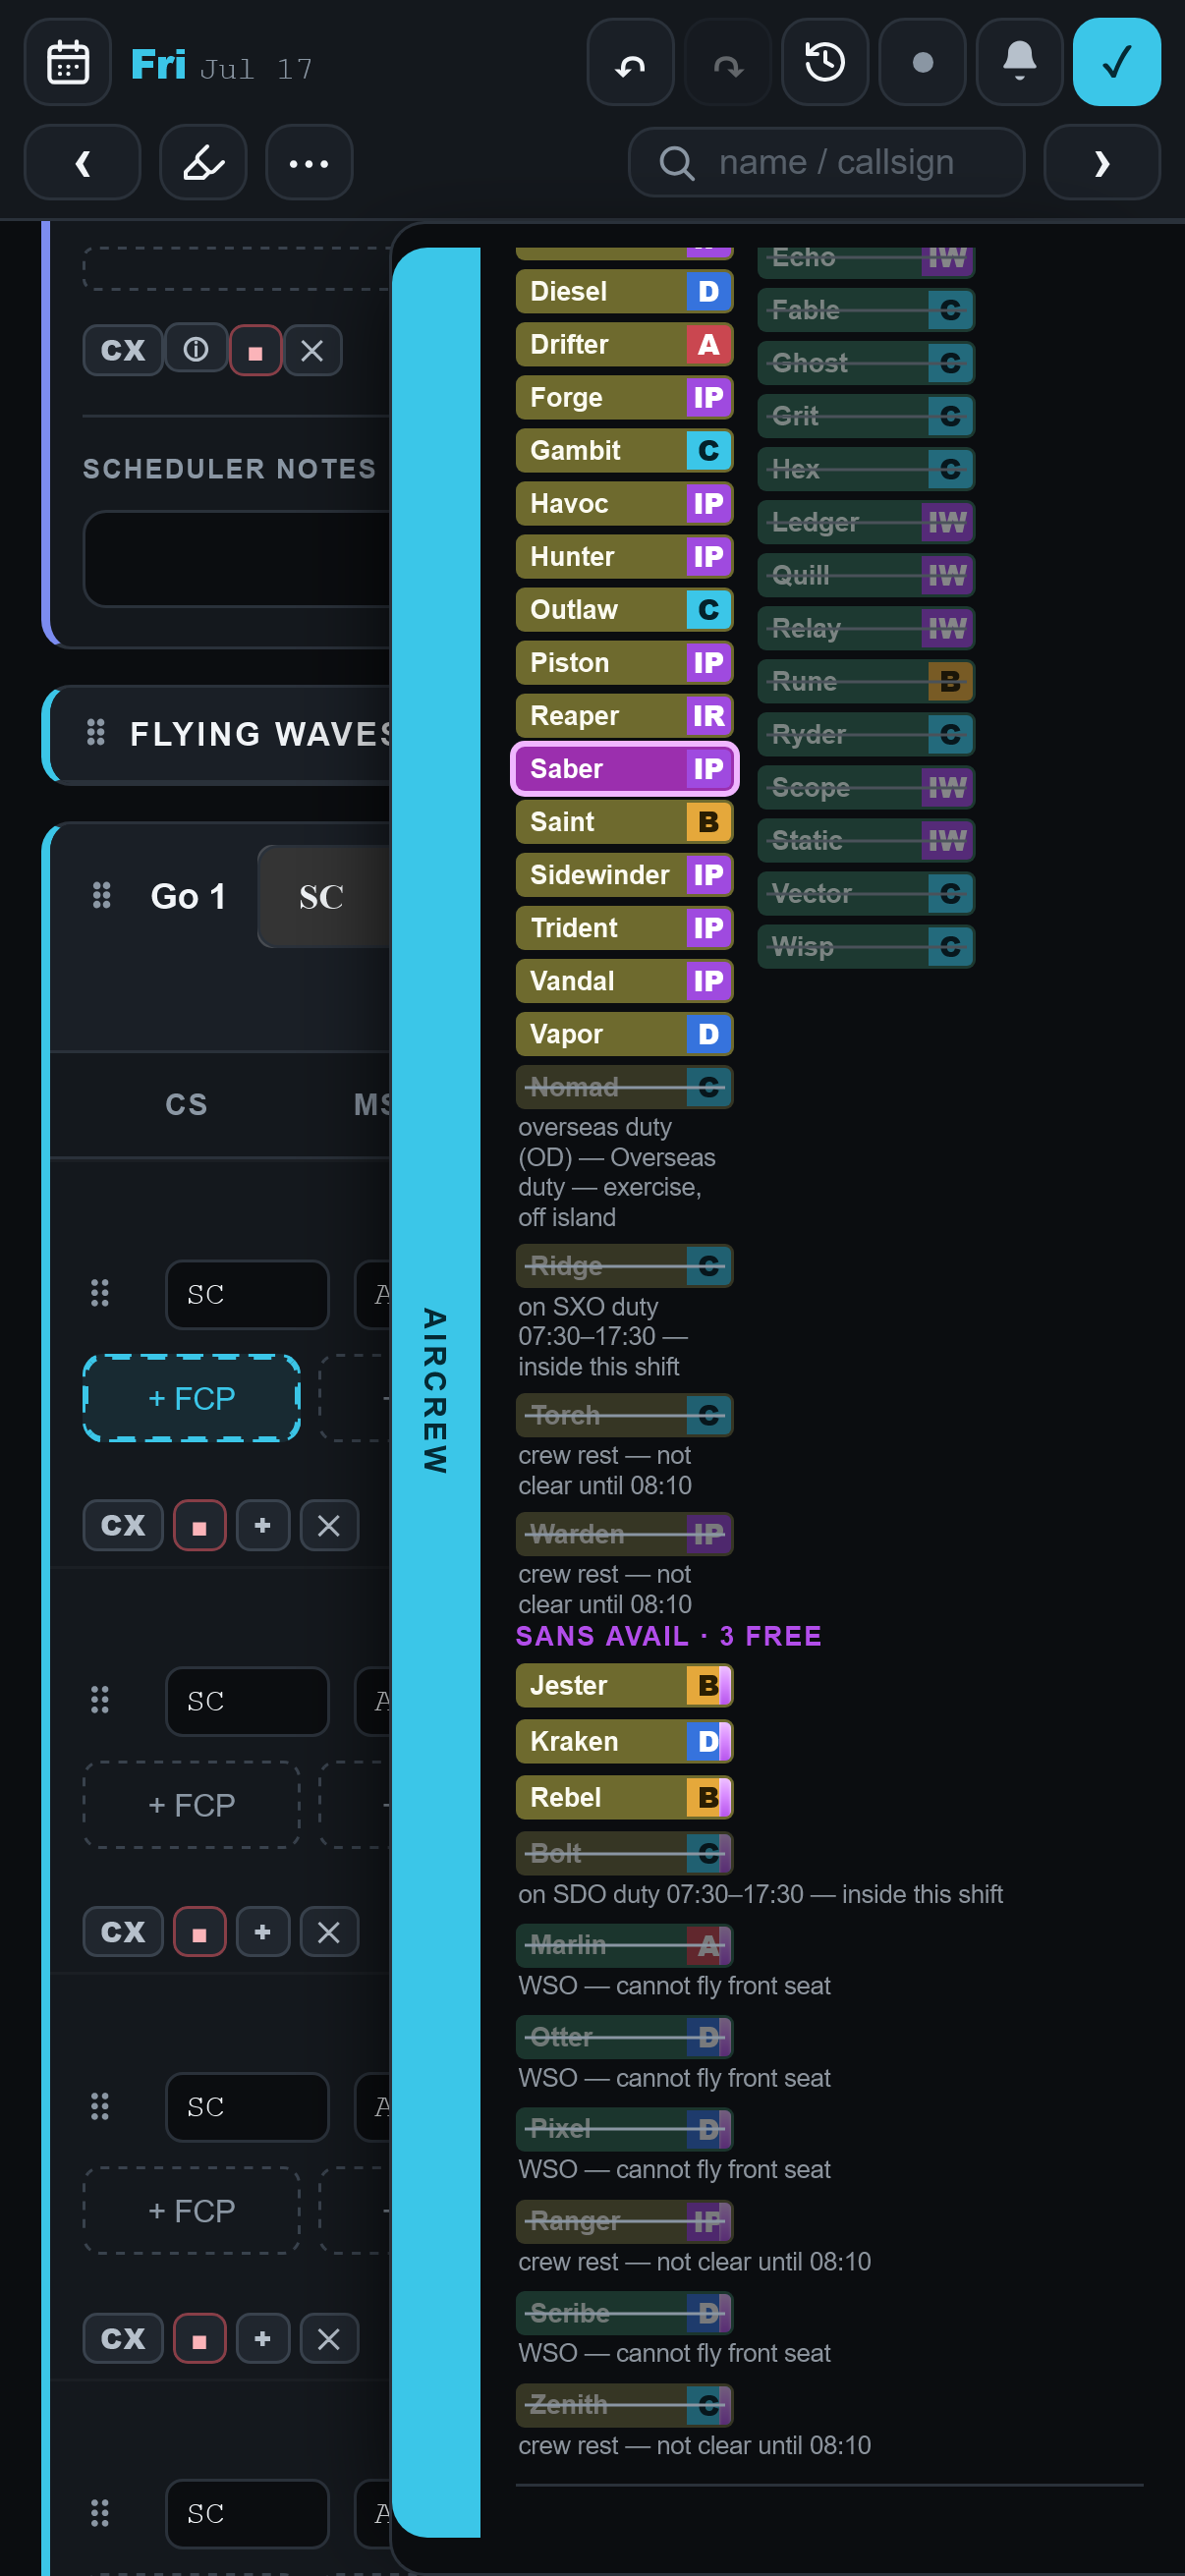 Fri Jul 17
name / callsign
CX
SCHEDULER NOTES
FLYING WAVES
Go 1 SC
CS
SC
+ FCP
CX
SC
+ FCP
CX
SC
+ FCP
CX
SC
AIRCREW
Diesel D
Drifter A
Forge IP
Gambit C
Havoc IP
Hunter IP
Outlaw C
Piston IP
Reaper IR
Saber IP
Saint B
Sidewinder IP
Trident IP
Vandal IP
Vapor D
Nomad C
overseas duty
(OD) — Overseas
duty — exercise,
off island
Ridge C
on SXO duty
07:30–17:30 —
inside this shift
Torch C
crew rest — not
clear until 08:10
Warden IP
crew rest — not
clear until 08:10
Echo IW
Fable C
Ghost C
Grit C
Hex C
Ledger IW
Quill IW
Relay IW
Rune B
Ryder C
Scope IW
Static IW
Vector C
Wisp C
SANS AVAIL · 3 FREE
Jester B
Kraken D
Rebel B
Bolt C
on SDO duty 07:30–17:30 — inside this shift
Marlin A
WSO — cannot fly front seat
Otter D
WSO — cannot fly front seat
Pixel D
WSO — cannot fly front seat
Ranger IP
crew rest — not clear until 08:10
Scribe D
WSO — cannot fly front seat
Zenith C
crew rest — not clear until 08:10